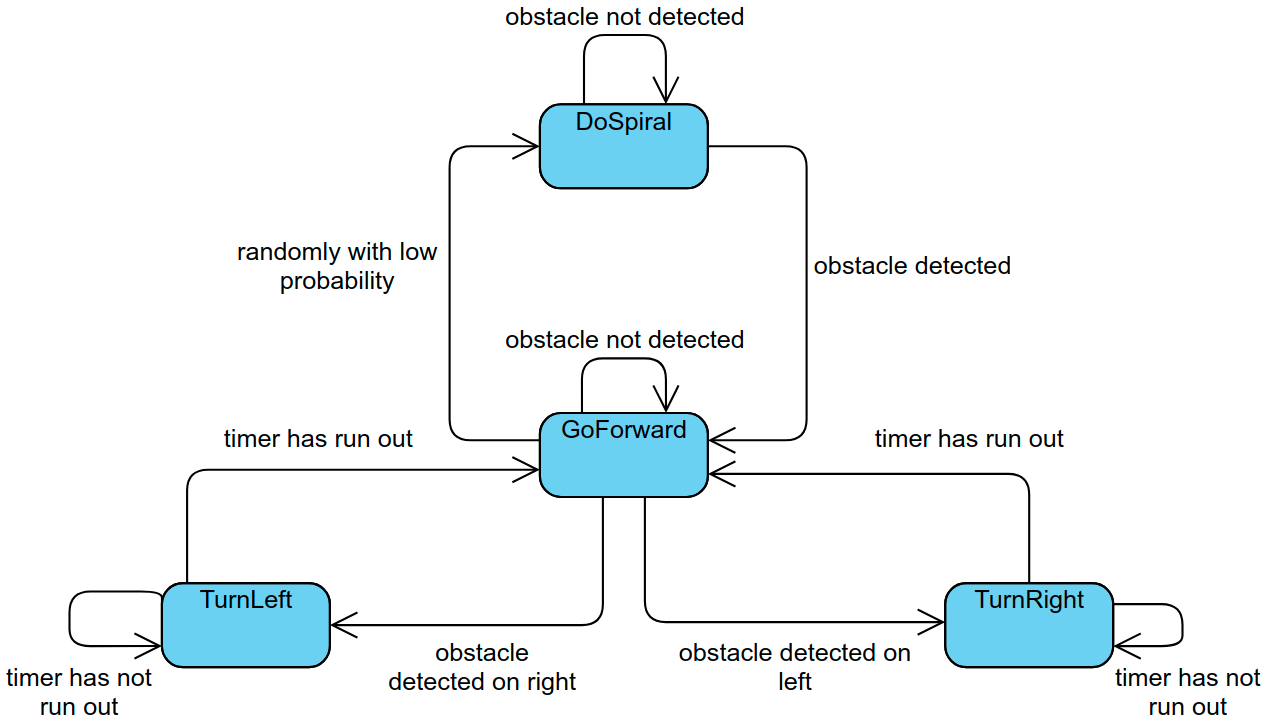 obstacle not detected
DoSpiral
randomly with low
probability
obstacle detected
obstacle not detected
GoForward
timer has run out
timer has run out
TurnLeft
TurnRight
timer has not
run out
obstacle
detected on right
obstacle detected on
left
timer has not
run out